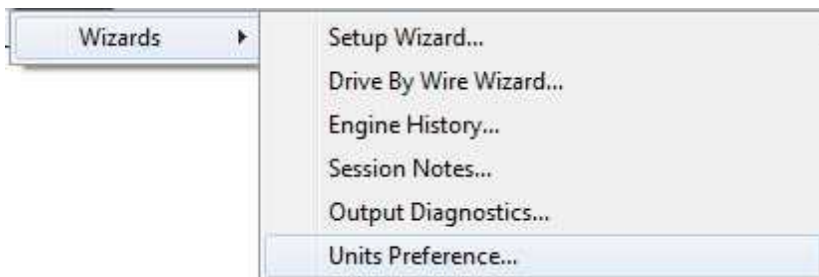 Wizards
Setup Wizard...
Drive By Wire Wizard...
Engine History...
Session Notes...
Output Diagnostics...
Units Preference...